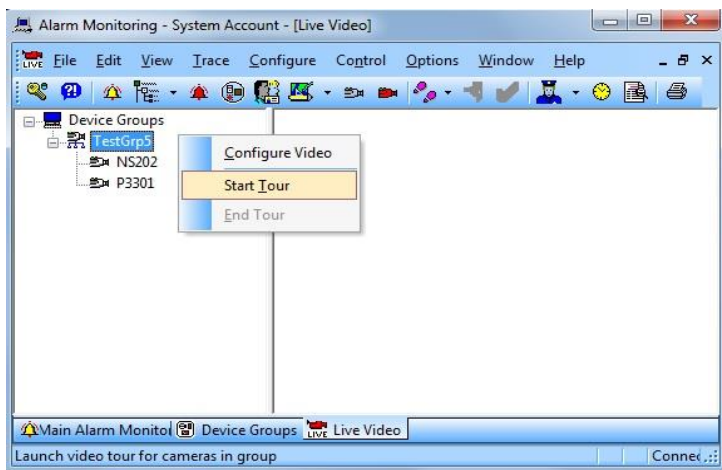 Alarm Monitoring - System Account - [Live Video]
LIVE File Edit View Trace Configure Control Options Window Help
Device Groups
TestGrp5
NS202
P3301
Configure Video
Start Tour
End Tour
Main Alarm Monitor Device Groups LIVE Live Video
Launch video tour for cameras in group Connec